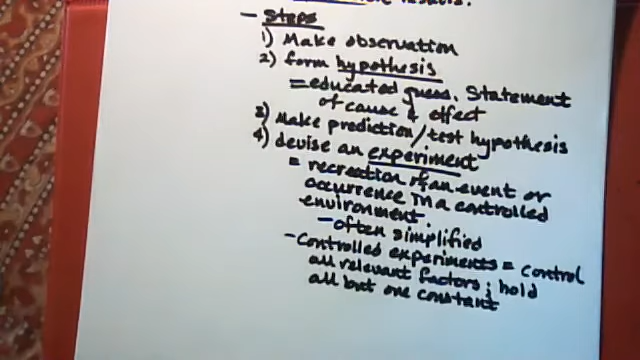 results.
- Steps
1) Make observation
2) form hypothesis
= educated guess. Statement
of cause & effect
3) Make prediction/test hypothesis
4) devise an experiment
= recreation of an event or
occurrence in a controlled
environment.
- often simplified
- Controlled experiments = control
all relevant factors; hold
all but one constant